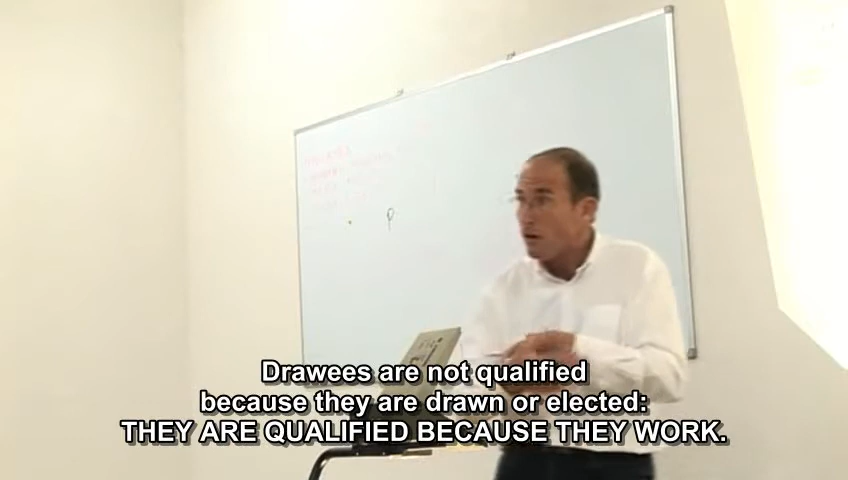 Drawees are not qualified
because they are drawn or elected:
THEY ARE QUALIFIED BECAUSE THEY WORK.